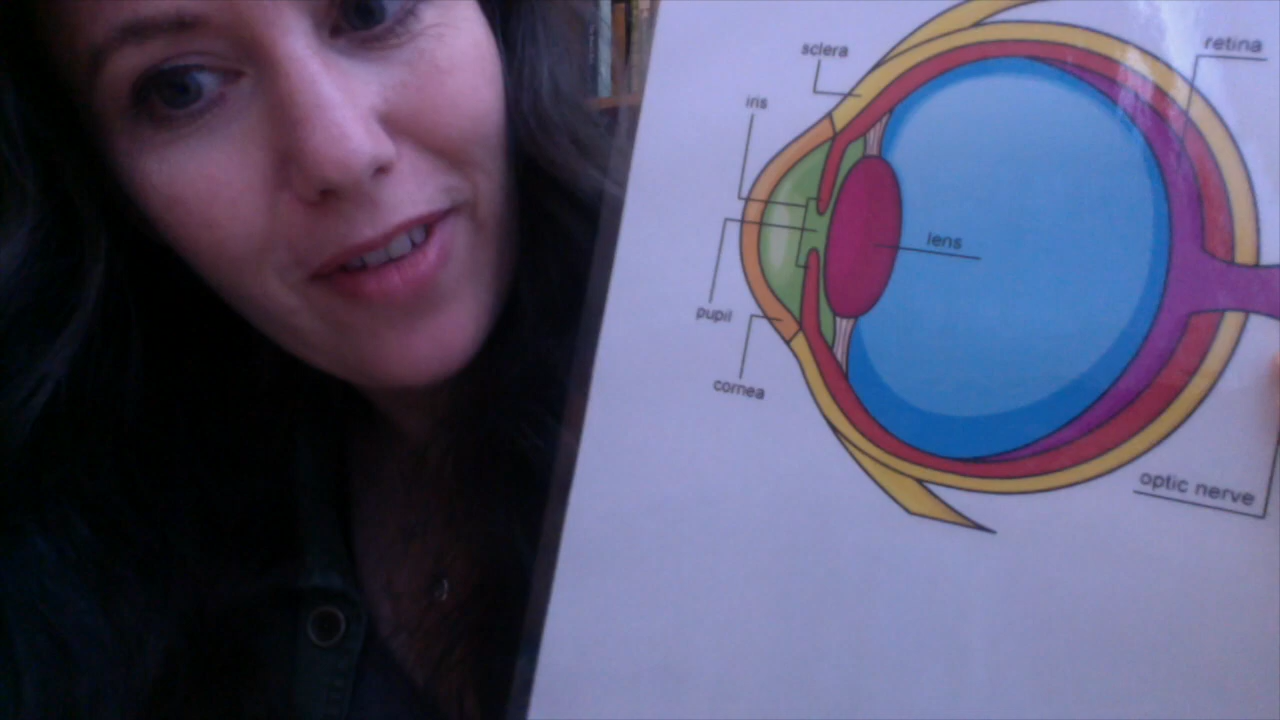 retina
sclera
iris
lens
pupil
cornea
optic nerve